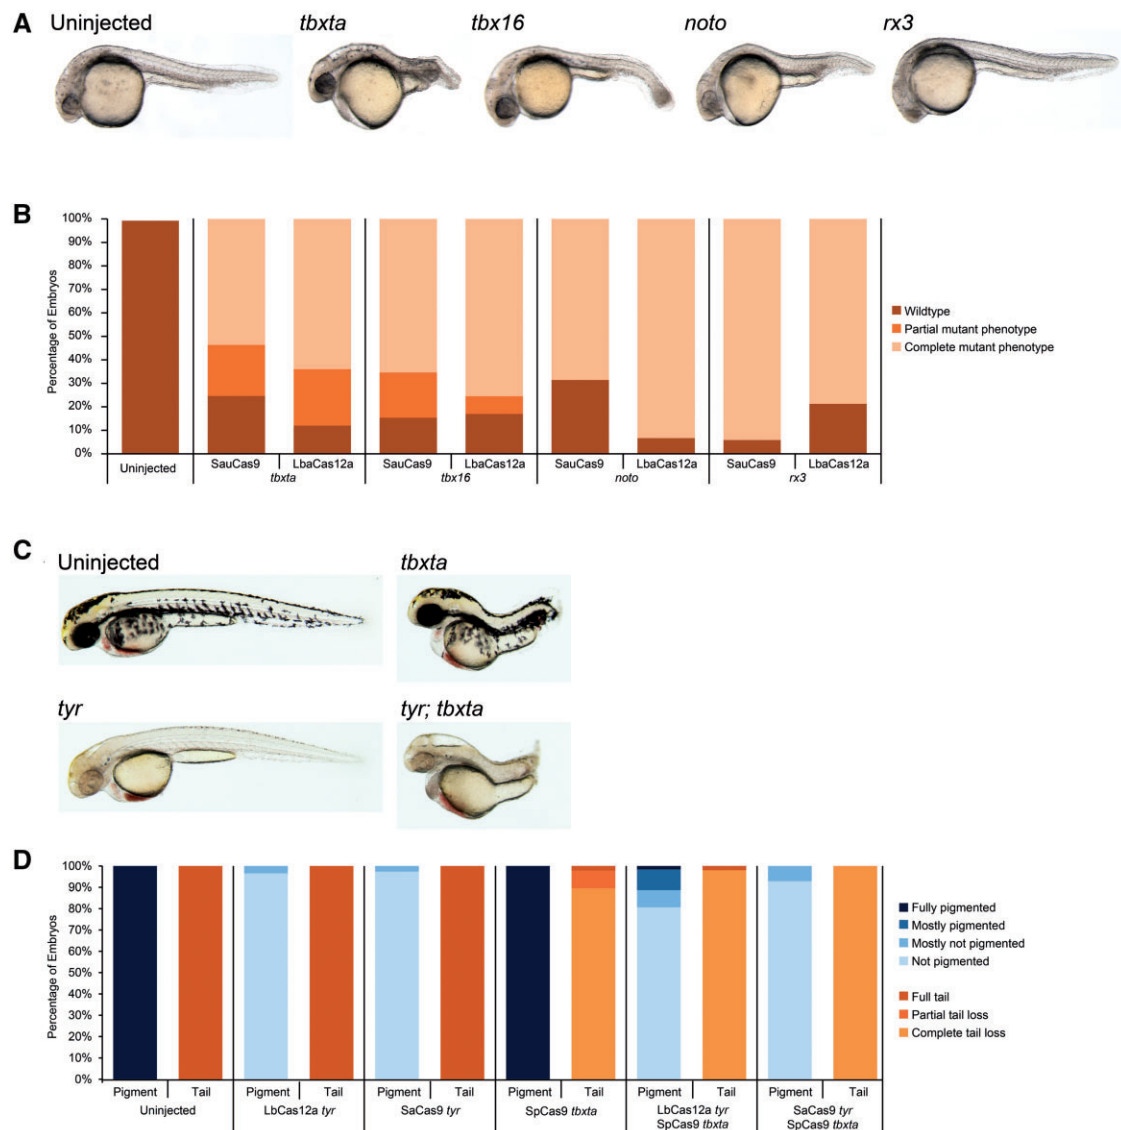 A
Uninjected tbxta tbx16 noto rx3
B
Percentage of Embryos
100%
90%
80%
70%
60%
50%
40%
30%
20%
10%
0%
Wildtype
Partial mutant phenotype
Complete mutant phenotype
Uninjected SauCas9 LbaCas12a SauCas9 LbaCas12a SauCas9 LbaCas12a SauCas9 LbaCas12a
tbxta tbx16 noto rx3
C
Uninjected tbxta
tyr tyr; tbxta
D
Percentage of Embryos
100%
90%
80%
70%
60%
50%
40%
30%
20%
10%
0%
Fully pigmented
Mostly pigmented
Mostly not pigmented
Not pigmented
Full tail
Partial tail loss
Complete tail loss
Pigment Tail Pigment Tail Pigment Tail Pigment Tail Pigment Tail Pigment Tail
Uninjected LbCas12a tyr SaCas9 tyr SpCas9 tbxta LbCas12a tyr SaCas9 tyr
SpCas9 tbxta SpCas9 tbxta